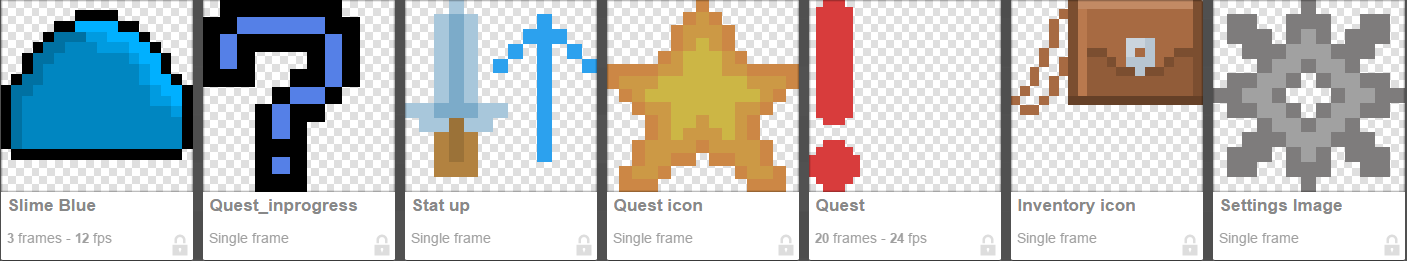 Slime Blue
3 frames - 12 fps
Quest_inprogress
Single frame
Stat up
Single frame
Quest icon
Single frame
Quest
20 frames - 24 fps
Inventory icon
Single frame
Settings Image
Single frame